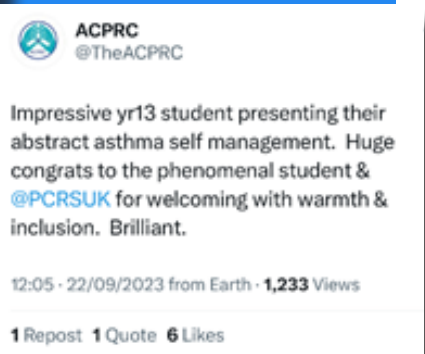 ACPRC
@TheACPRC
Impressive yr13 student presenting their
abstract asthma self management.  Huge
congrats to the phenomenal student &
@PCRSUK for welcoming with warmth &
inclusion.  Brilliant.
12:05 · 22/09/2023 from Earth · 1,233 Views
1 Repost  1 Quote  6 Likes